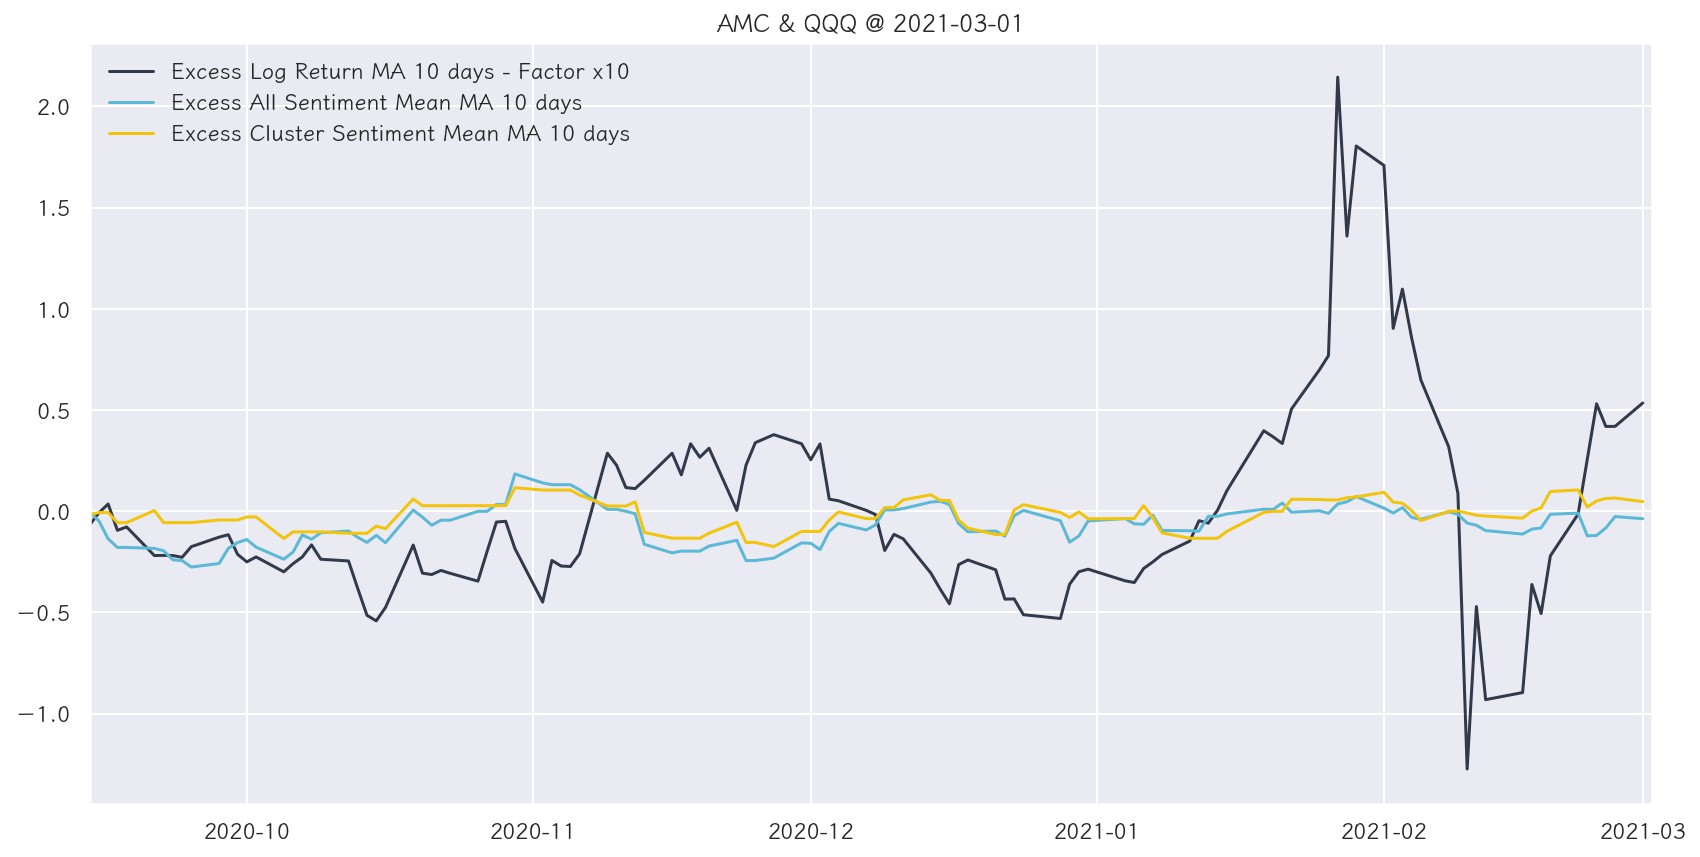 AMC & QQQ @ 2021-03-01
Excess Log Return MA 10 days - Factor x10
Excess All Sentiment Mean MA 10 days
Excess Cluster Sentiment Mean MA 10 days
2.0
1.5
1.0
0.5
0.0
−0.5
−1.0
2020-10 2020-11 2020-12 2021-01 2021-02 2021-03